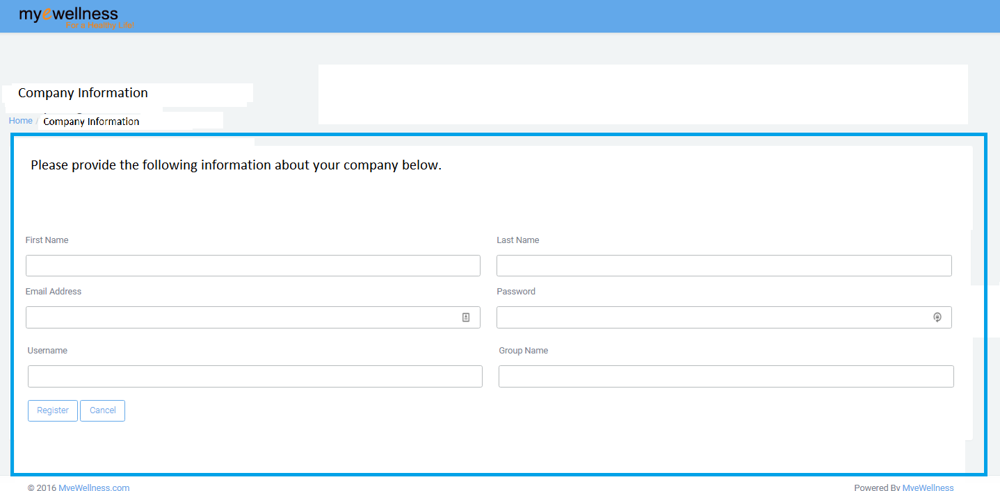 myewellness
For a Healthy Life
Company Information
Home / Company Information
Please provide the following information about your company below.
First Name Last Name
Email Address Password
Username Group Name
Register Cancel
© 2016 MyeWellness.com Powered By MyeWellness